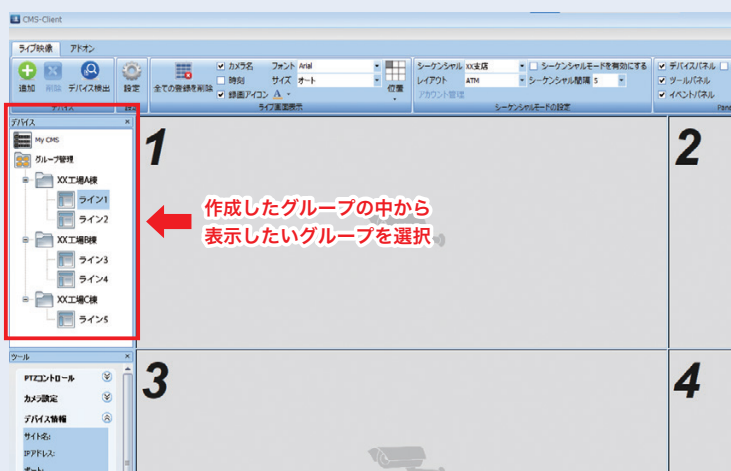 CMS-Client
ライブ映像 アドオン
追加 削除 デバイス検出
デバイス
設定
設定
全ての登録を削除
カメラ名 フォント Arial
時刻 サイズ オート
録画アイコン A
位置
ライブ画面表示
シーケンシャル XX支店 シーケンシャルモードを有効にする
レイアウト ATM シーケンシャル間隔 5
アカウント管理
シーケンシャルモードの設定
デバイスパネル
ツールパネル
イベントパネル
Pane
デバイス ×
My CMS
グループ管理
XX工場A棟
ライン1
ライン2
XX工場B棟
ライン3
ライン4
XX工場C棟
ライン5
1
2
作成したグループの中から
表示したいグループを選択
ツール ×
PTZコントロール
カメラ設定
デバイス情報
サイト名:
IPアドレス:
ポート:
3
4